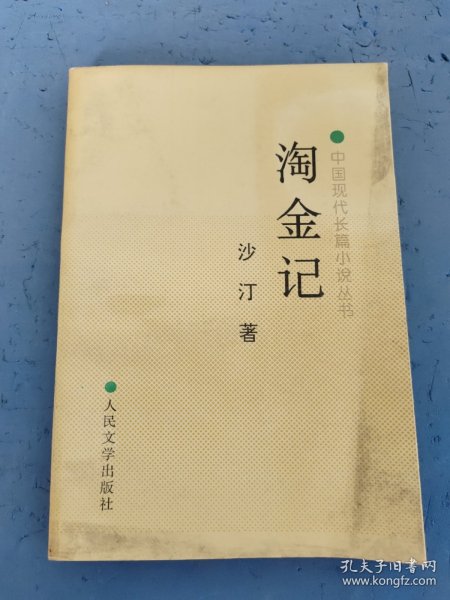 中国现代长篇小说丛书
淘金记
沙汀著
人民文学出版社
孔夫子旧书网
www.kongfz.com